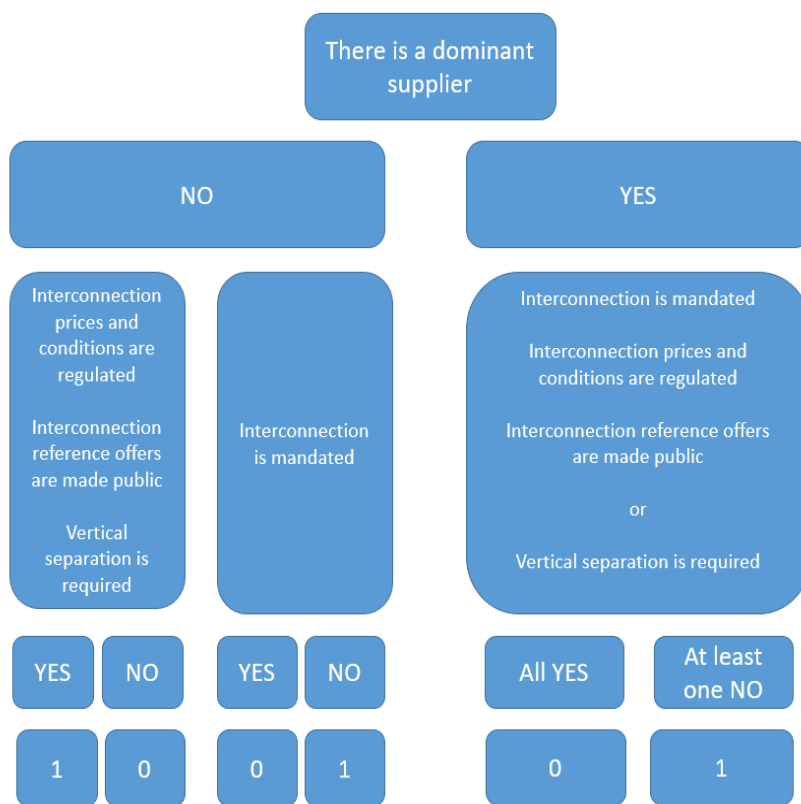 There is a dominant
supplier
NO
YES
Interconnection
prices and
conditions are
regulated
Interconnection
reference offers
are made public
Vertical
separation is
required
Interconnection
is mandated
Interconnection is mandated
Interconnection prices and
conditions are regulated
Interconnection reference offers
are made public
or
Vertical separation is required
YES
NO
YES
NO
All YES
At least
one NO
1
0
0
1
0
1